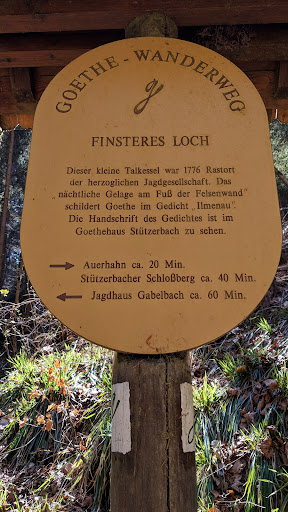 GOETHE - WANDERWEG
g
FINSTERES LOCH
Dieser kleine Talkessel war 1776 Rastort
der herzoglichen Jagdgesellschaft. Das
„nächtliche Gelage am Fuß der Felsenwand"
schildert Goethe im Gedicht „Ilmenau".
Die Handschrift des Gedichtes ist im
Goethehaus Stützerbach zu sehen.
→ Auerhahn ca. 20 Min.
Stützerbacher Schloßberg ca. 40 Min.
← Jagdhaus Gabelbach ca. 60 Min.